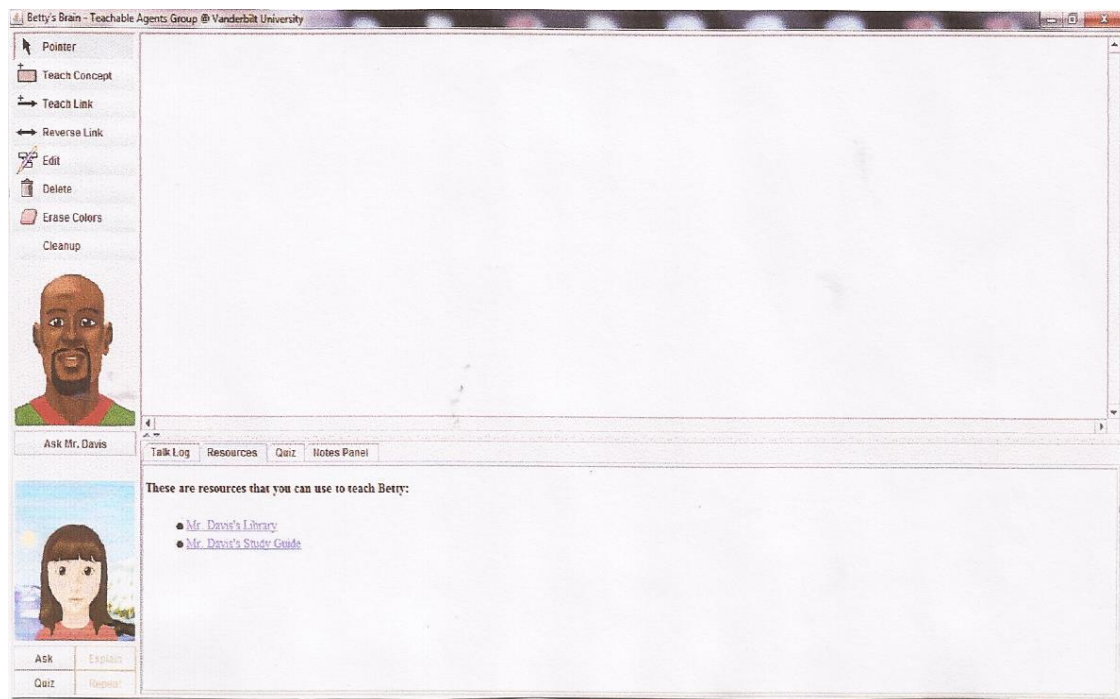 Betty's Brain - Teachable Agents Group @ Vanderbilt University
Pointer
Teach Concept
Teach Link
Reverse Link
Edit
Delete
Erase Colors
Cleanup
Ask Mr. Davis
Talk Log Resources Quiz Notes Panel
These are resources that you can use to teach Betty:
Mr. Davis's Library
Mr. Davis's Study Guide
Ask Explain
Quiz Repeat